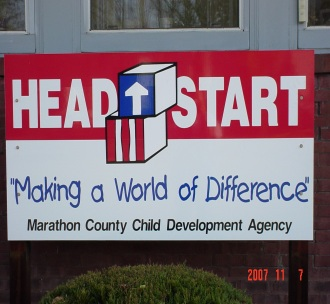 HEAD START
"Making a World of Difference"
Marathon County Child Development Agency
2007 11 7